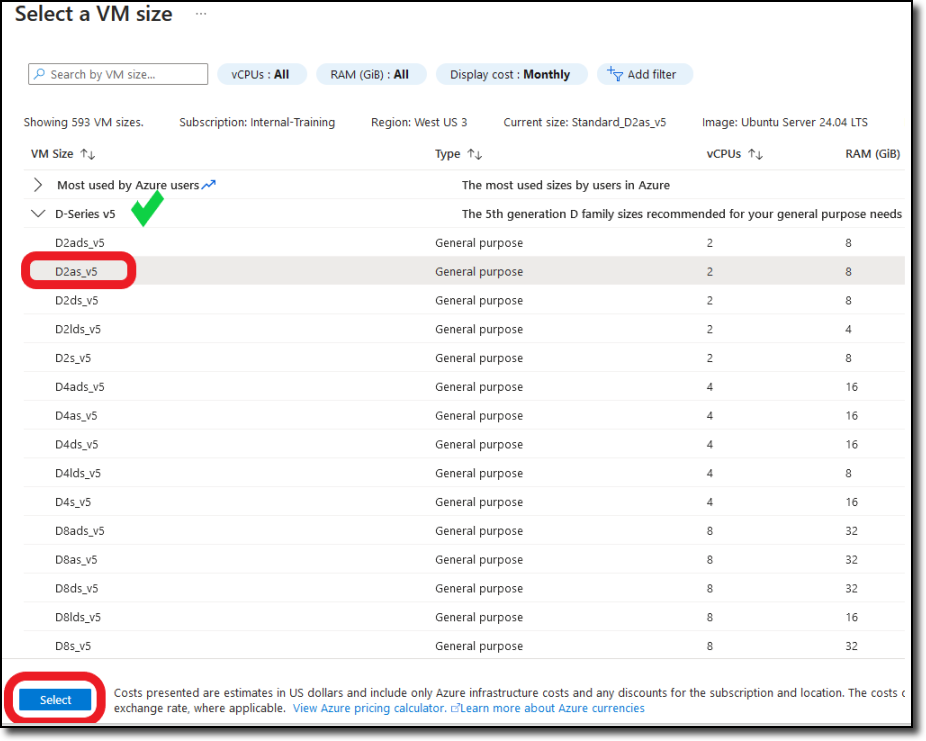 Select a VM size ...
Search by VM size... vCPUs : All RAM (GiB) : All Display cost : Monthly Add filter
Showing 593 VM sizes. Subscription: Internal-Training Region: West US 3 Current size: Standard_D2as_v5 Image: Ubuntu Server 24.04 LTS
VM Size ↑↓ Type ↑↓ vCPUs ↑↓ RAM (GiB)
Most used by Azure users The most used sizes by users in Azure
D-Series v5 The 5th generation D family sizes recommended for your general purpose needs
D2ads_v5 General purpose 2 8
D2as_v5 General purpose 2 8
D2ds_v5 General purpose 2 8
D2lds_v5 General purpose 2 4
D2s_v5 General purpose 2 8
D4ads_v5 General purpose 4 16
D4as_v5 General purpose 4 16
D4ds_v5 General purpose 4 16
D4lds_v5 General purpose 4 8
D4s_v5 General purpose 4 16
D8ads_v5 General purpose 8 32
D8as_v5 General purpose 8 32
D8ds_v5 General purpose 8 32
D8lds_v5 General purpose 8 16
D8s_v5 General purpose 8 32
Select
Costs presented are estimates in US dollars and include only Azure infrastructure costs and any discounts for the subscription and location. The costs
exchange rate, where applicable. View Azure pricing calculator. Learn more about Azure currencies